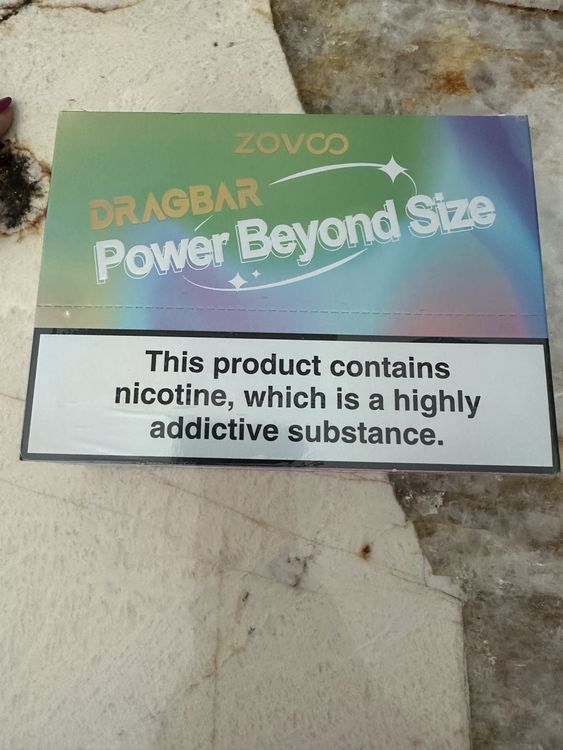 ZOVOO
DRAGBAR
Power Beyond Size
This product contains
nicotine, which is a highly
addictive substance.